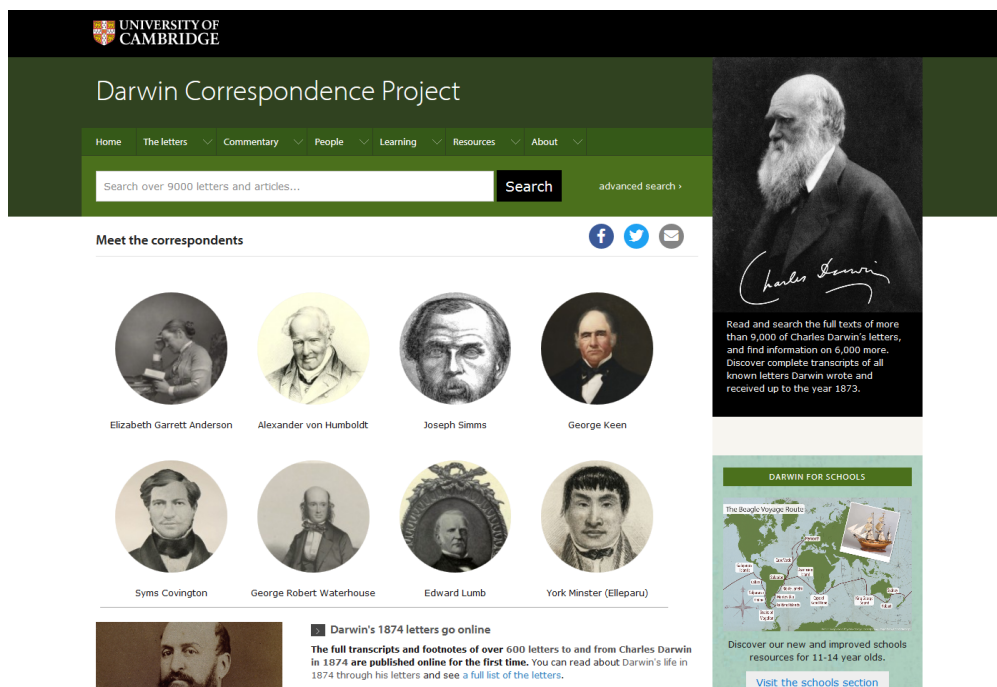 UNIVERSITY OF
CAMBRIDGE
Darwin Correspondence Project
Home The letters Commentary People Learning Resources About
Search over 9000 letters and articles... Search advanced search ›
Meet the correspondents
Elizabeth Garrett Anderson Alexander von Humboldt Joseph Simms George Keen
Syms Covington George Robert Waterhouse Edward Lumb York Minster (Elleparu)
Darwin's 1874 letters go online
The full transcripts and footnotes of over 600 letters to and from Charles Darwin
in 1874 are published online for the first time. You can read about Darwin's life in
1874 through his letters and see a full list of the letters.
Charles Darwin
Read and search the full texts of more
than 9,000 of Charles Darwin's letters,
and find information on 6,000 more.
Discover complete transcripts of all
known letters Darwin wrote and
received up to the year 1873.
DARWIN FOR SCHOOLS
The Beagle Voyage Route
Discover our new and improved schools
resources for 11-14 year olds.
Visit the schools section